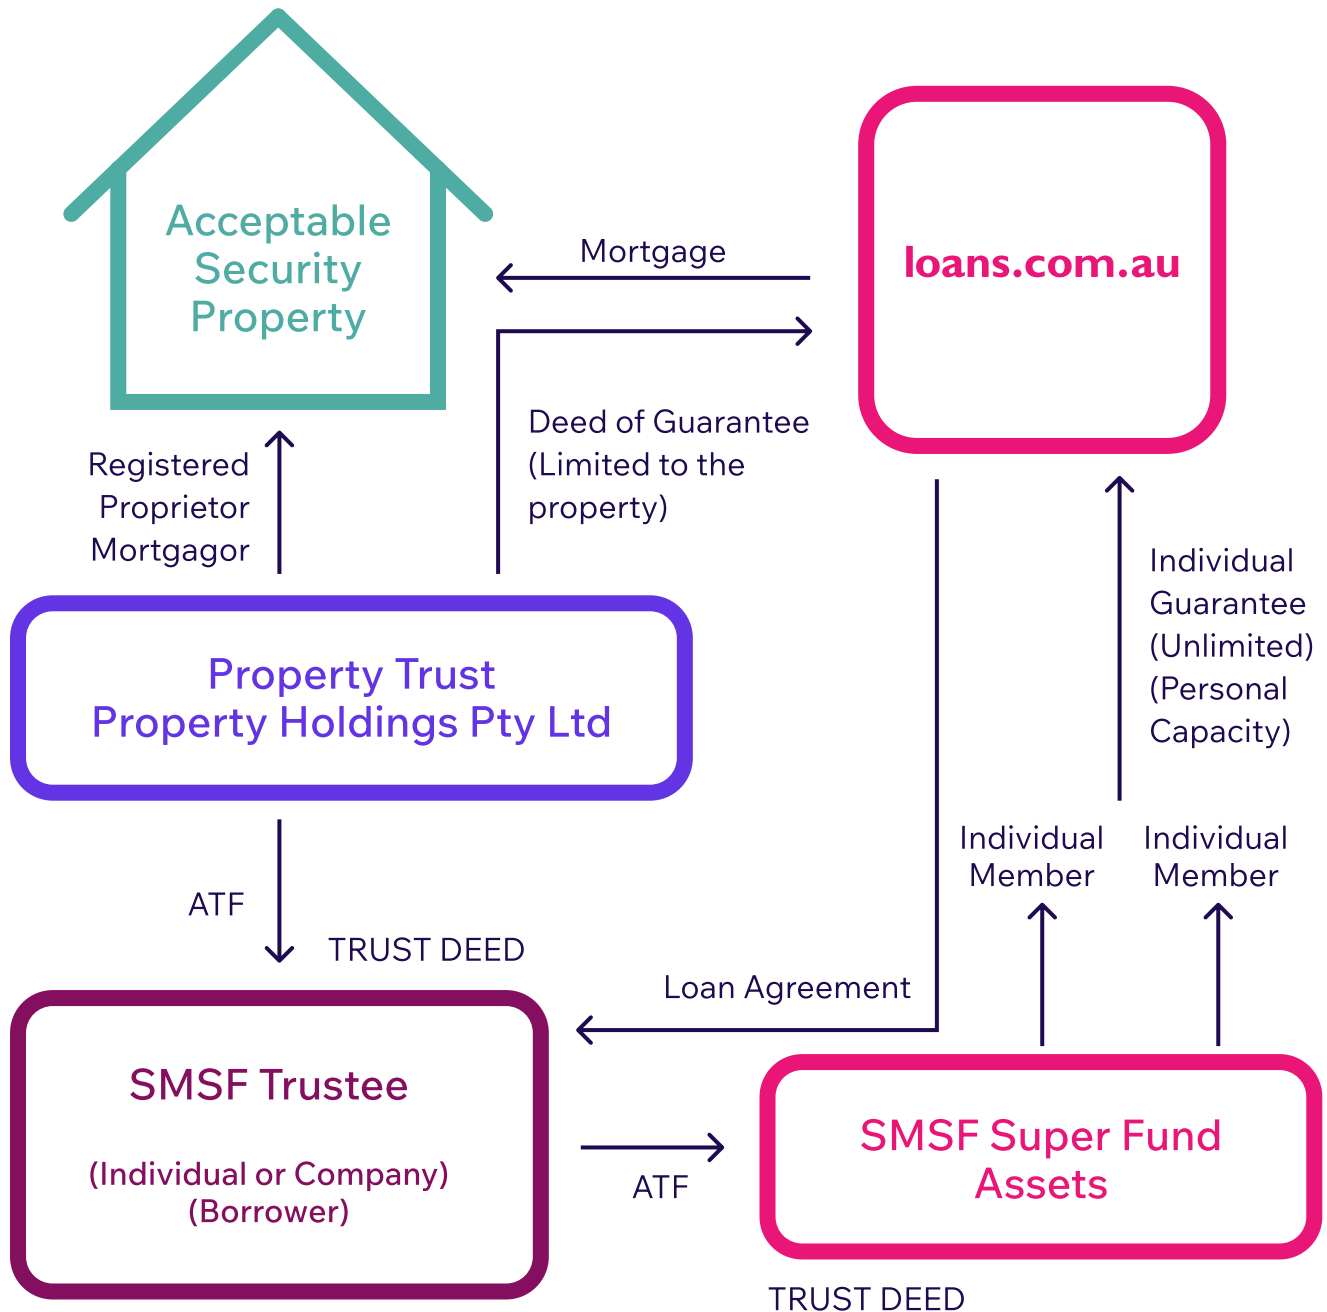 Acceptable
Security
Property
Mortgage
loans.com.au
Deed of Guarantee
(Limited to the
property)
Registered
Proprietor
Mortgagor
Individual
Guarantee
(Unlimited)
(Personal
Capacity)
Property Trust
Property Holdings Pty Ltd
Individual
Member
Individual
Member
ATF
TRUST DEED
Loan Agreement
SMSF Trustee
(Individual or Company)
(Borrower)
ATF
SMSF Super Fund
Assets
TRUST DEED